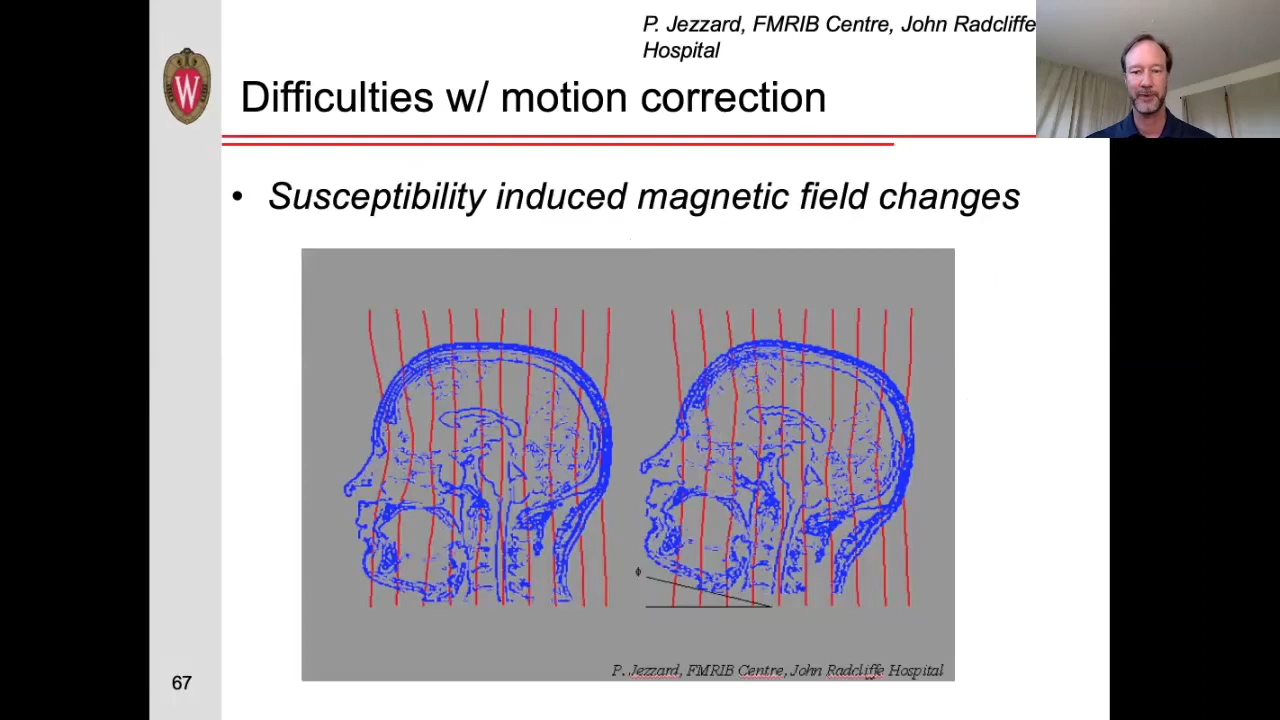 P. Jezzard, FMRIB Centre, John Radcliffe
Hospital
W
Difficulties w/ motion correction
• Susceptibility induced magnetic field changes
ϕ
P. Jezzard, FMRIB Centre, John Radcliffe Hospital
67